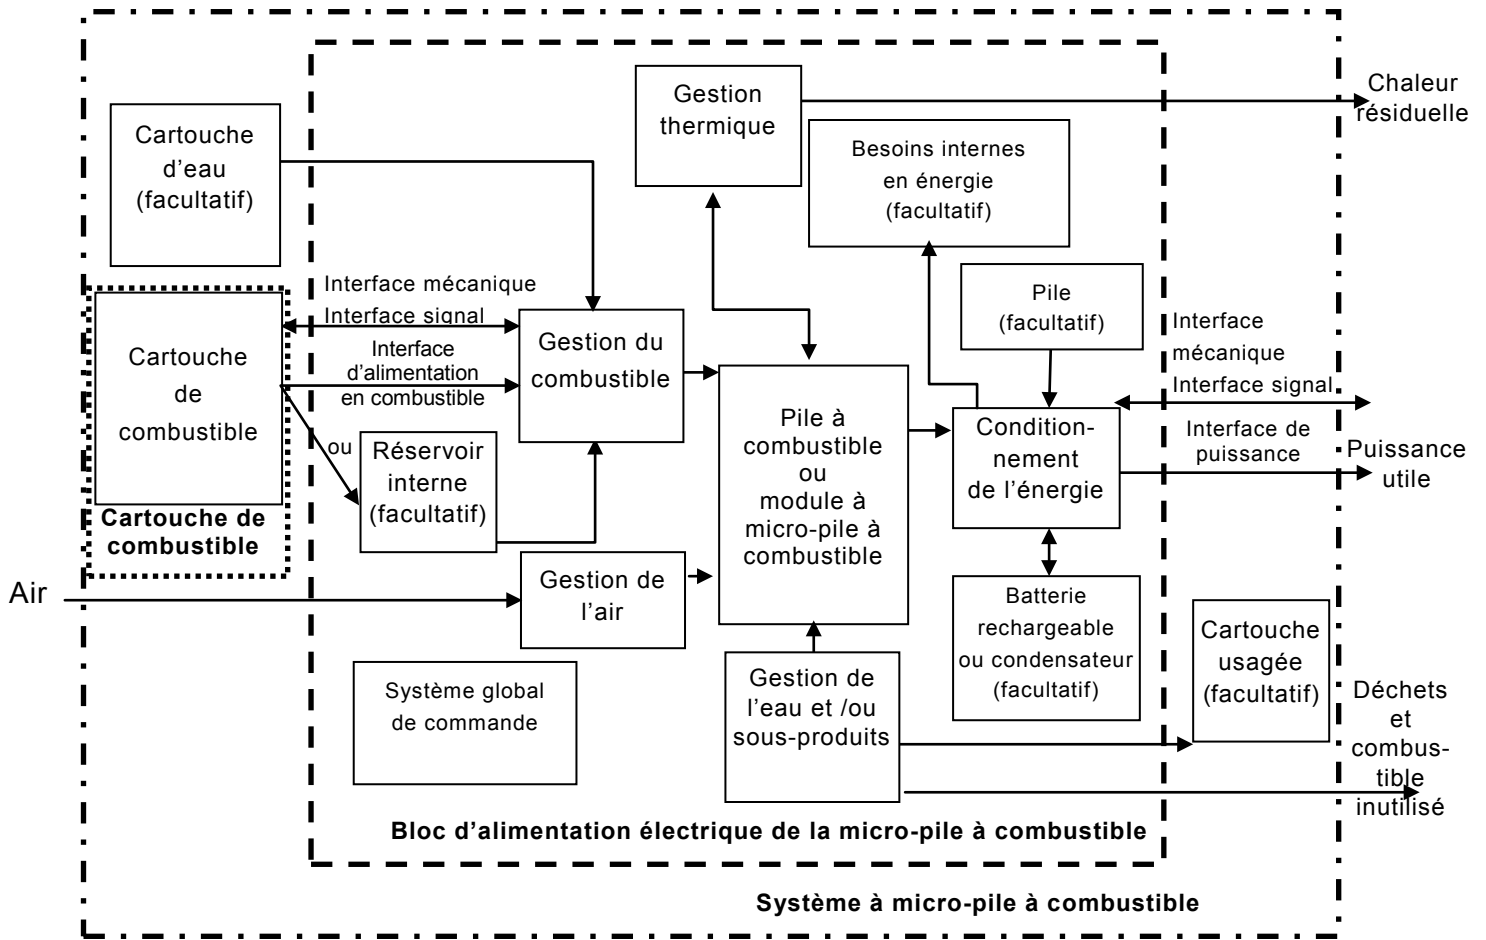 Chaleur
résiduelle
Gestion
thermique
Cartouche
d'eau
(facultatif)
Besoins internes
en énergie
(facultatif)
Interface mécanique
Interface signal
Interface
d'alimentation
en combustible
Pile
(facultatif)
Cartouche
de
combustible
Cartouche de
combustible
Gestion du
combustible
ou
Réservoir
interne
(facultatif)
Pile à
combustible
ou
module à
micro-pile à
combustible
Condition-
nement
de l'énergie
Interface
mécanique
Interface signal
Interface de
puissance
Puissance
utile
Air
Gestion de
l'air
Batterie
rechargeable
ou condensateur
(facultatif)
Cartouche
usagée
(facultatif)
Système global
de commande
Gestion de
l'eau et /ou
sous-produits
Déchets
et
combus-
tible
inutilisé
Bloc d'alimentation électrique de la micro-pile à combustible
Système à micro-pile à combustible